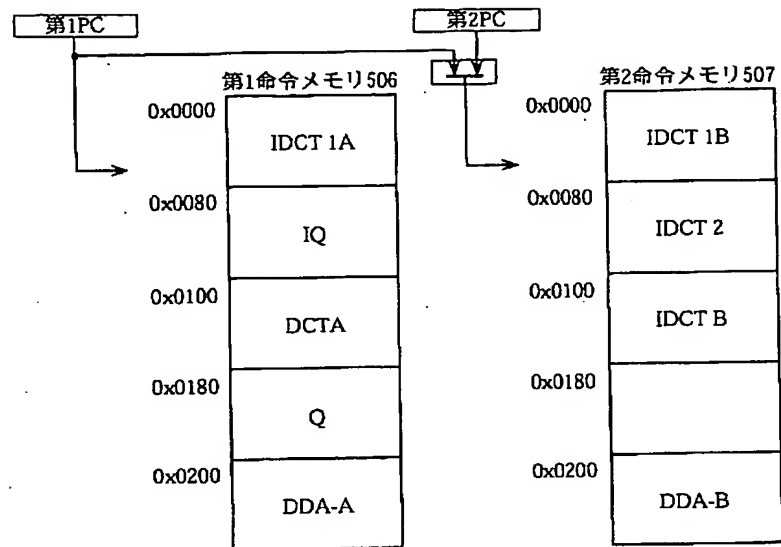 第1PC
第2PC
第1命令メモリ506
第2命令メモリ507
0x0000
IDCT 1A
0x0080
IQ
0x0100
DCTA
0x0180
Q
0x0200
DDA-A
0x0000
IDCT 1B
0x0080
IDCT 2
0x0100
IDCT B
0x0180
0x0200
DDA-B